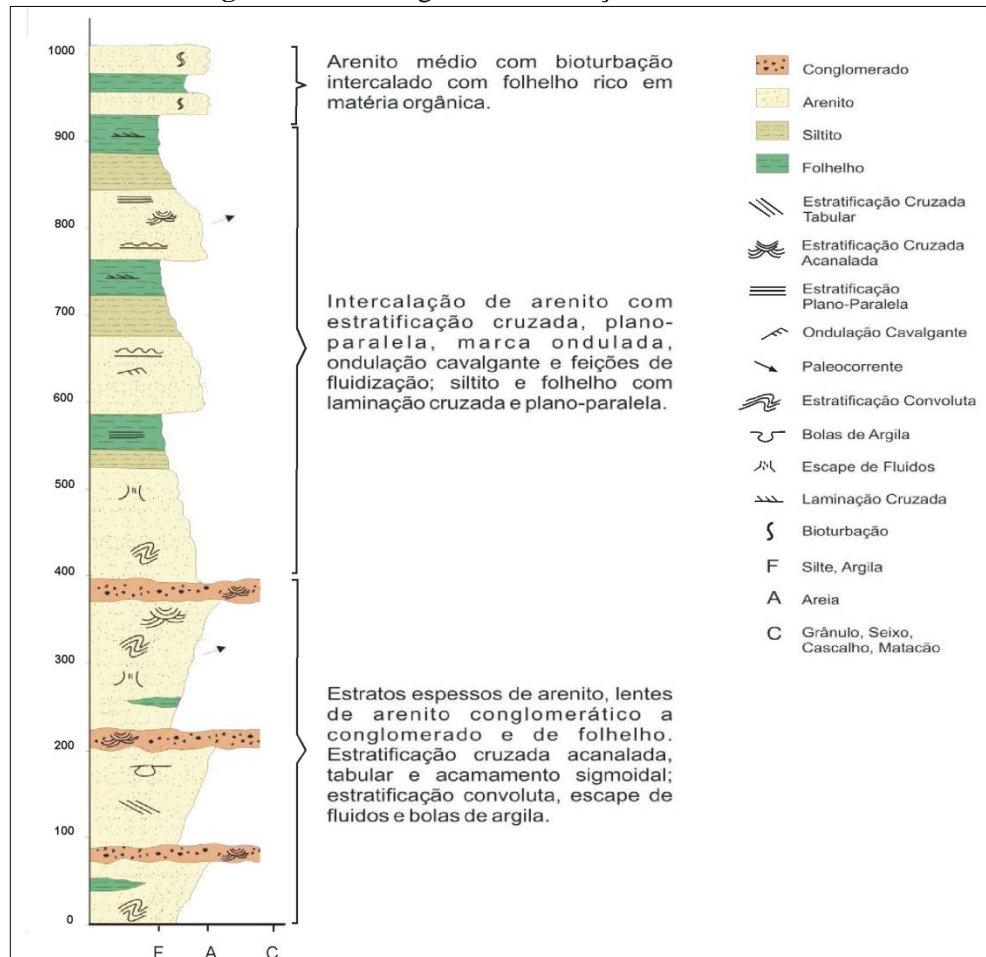 1000
900
800
700
600
500
400
300
200
100
0
F
A
C
Arenito médio com bioturbação
intercalado com folhelho rico em
matéria orgânica.
Intercalação de arenito com
estratificação cruzada, plano-
paralela, marca ondulada,
ondulação cavalgante e feições de
fluidização; siltito e folhelho com
laminação cruzada e plano-paralela.
Estratos espessos de arenito, lentes
de arenito conglomerático a
conglomerado e de folhelho.
Estratificação cruzada acanalada,
tabular e acamamento sigmoidal;
estratificação convoluta, escape de
fluidos e bolas de argila.
Conglomerado
Arenito
Siltito
Folhelho
Estratificação Cruzada
Tabular
Estratificação Cruzada
Acanalada
Estratificação
Plano-Paralela
Ondulação Cavalgante
Paleocorrente
Estratificação Convoluta
Bolas de Argila
Escape de Fluidos
Laminação Cruzada
Bioturbação
F Silte, Argila
A Areia
C Grânulo, Seixo,
Cascalho, Matacão